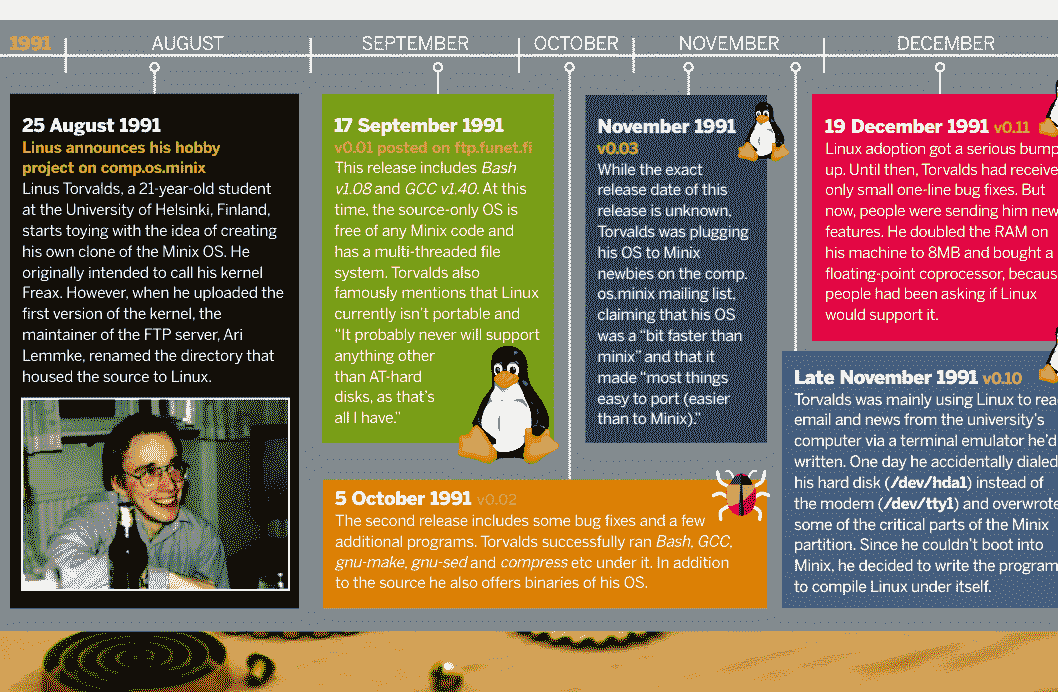 1991
AUGUST
SEPTEMBER
OCTOBER
NOVEMBER
DECEMBER
25 August 1991
Linus announces his hobby
project on comp.os.minix
Linus Torvalds, a 21-year-old student
at the University of Helsinki, Finland,
starts toying with the idea of creating
his own clone of the Minix OS. He
originally intended to call his kernel
Freax. However, when he uploaded the
first version of the kernel, the
maintainer of the FTP server, Ari
Lemmke, renamed the directory that
housed the source to Linux.
17 September 1991
v0.01 posted on ftp.funet.fi
This release includes Bash
v1.08 and GCC v1.40. At this
time, the source-only OS is
free of any Minix code and
has a multi-threaded file
system. Torvalds also
famously mentions that Linux
currently isn't portable and
"It probably never will support
anything other
than AT-hard
disks, as that's
all I have."
5 October 1991 v0.02
The second release includes some bug fixes and a few
additional programs. Torvalds successfully ran Bash, GCC,
gnu-make, gnu-sed and compress etc under it. In addition
to the source he also offers binaries of his OS.
November 1991
v0.03
While the exact
release date of this
release is unknown,
Torvalds was plugging
his OS to Minix
newbies on the comp.
os.minix mailing list,
claiming that his OS
was a "bit faster than
minix" and that it
made "most things
easy to port (easier
than to Minix)."
19 December 1991 v0.11
Linux adoption got a serious bump
up. Until then, Torvalds had receive
only small one-line bug fixes. But
now, people were sending him new
features. He doubled the RAM on
his machine to 8MB and bought a
floating-point coprocessor, becaus
people had been asking if Linux
would support it.
Late November 1991 v0.10
Torvalds was mainly using Linux to rea
email and news from the university's
computer via a terminal emulator he'd
written. One day he accidentally dialed
his hard disk (/dev/hda1) instead of
the modem (/dev/tty1) and overwrote
some of the critical parts of the Minix
partition. Since he couldn't boot into
Minix, he decided to write the program
to compile Linux under itself.